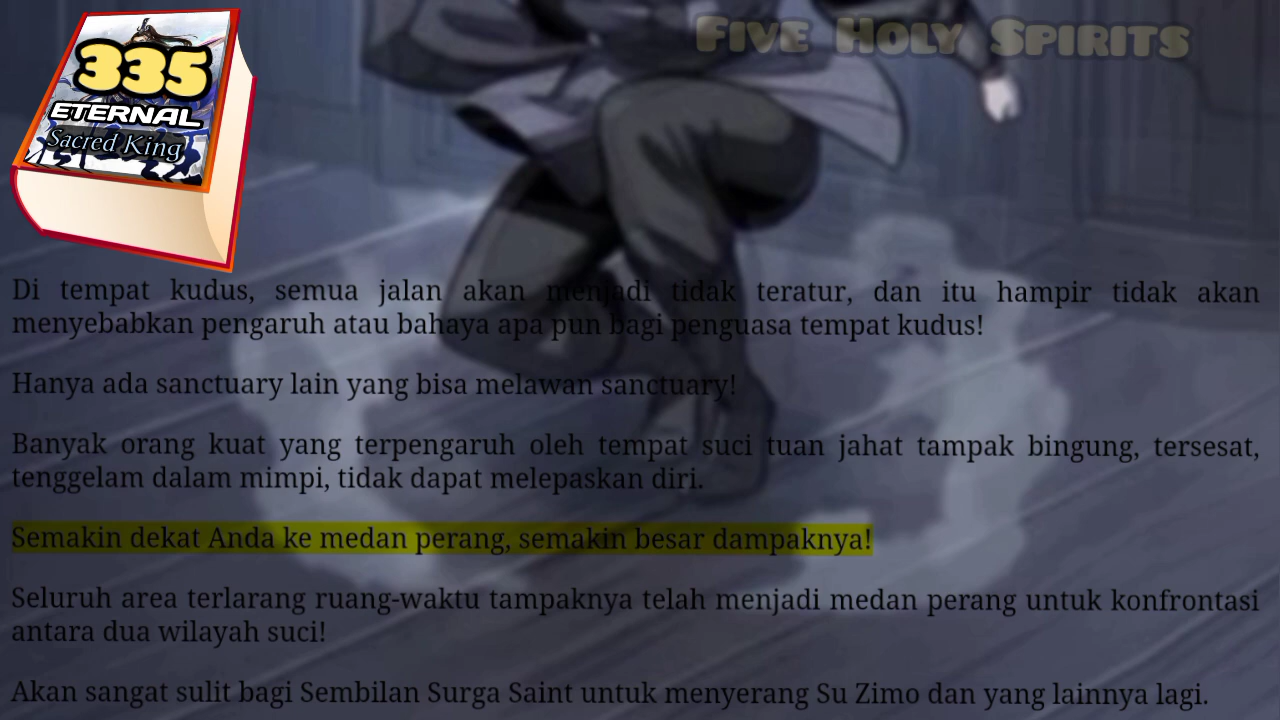 Five Holy Spirits
335
ETERNAL
Sacred King
Di tempat kudus, semua jalan akan menjadi tidak teratur, dan itu hampir tidak akan
menyebabkan pengaruh atau bahaya apa pun bagi penguasa tempat kudus!
Hanya ada sanctuary lain yang bisa melawan sanctuary!
Banyak orang kuat yang terpengaruh oleh tempat suci tuan jahat tampak bingung, tersesat,
tenggelam dalam mimpi, tidak dapat melepaskan diri.
Semakin dekat Anda ke medan perang, semakin besar dampaknya!
Seluruh area terlarang ruang-waktu tampaknya telah menjadi medan perang untuk konfrontasi
antara dua wilayah suci!
Akan sangat sulit bagi Sembilan Surga Saint untuk menyerang Su Zimo dan yang lainnya lagi.